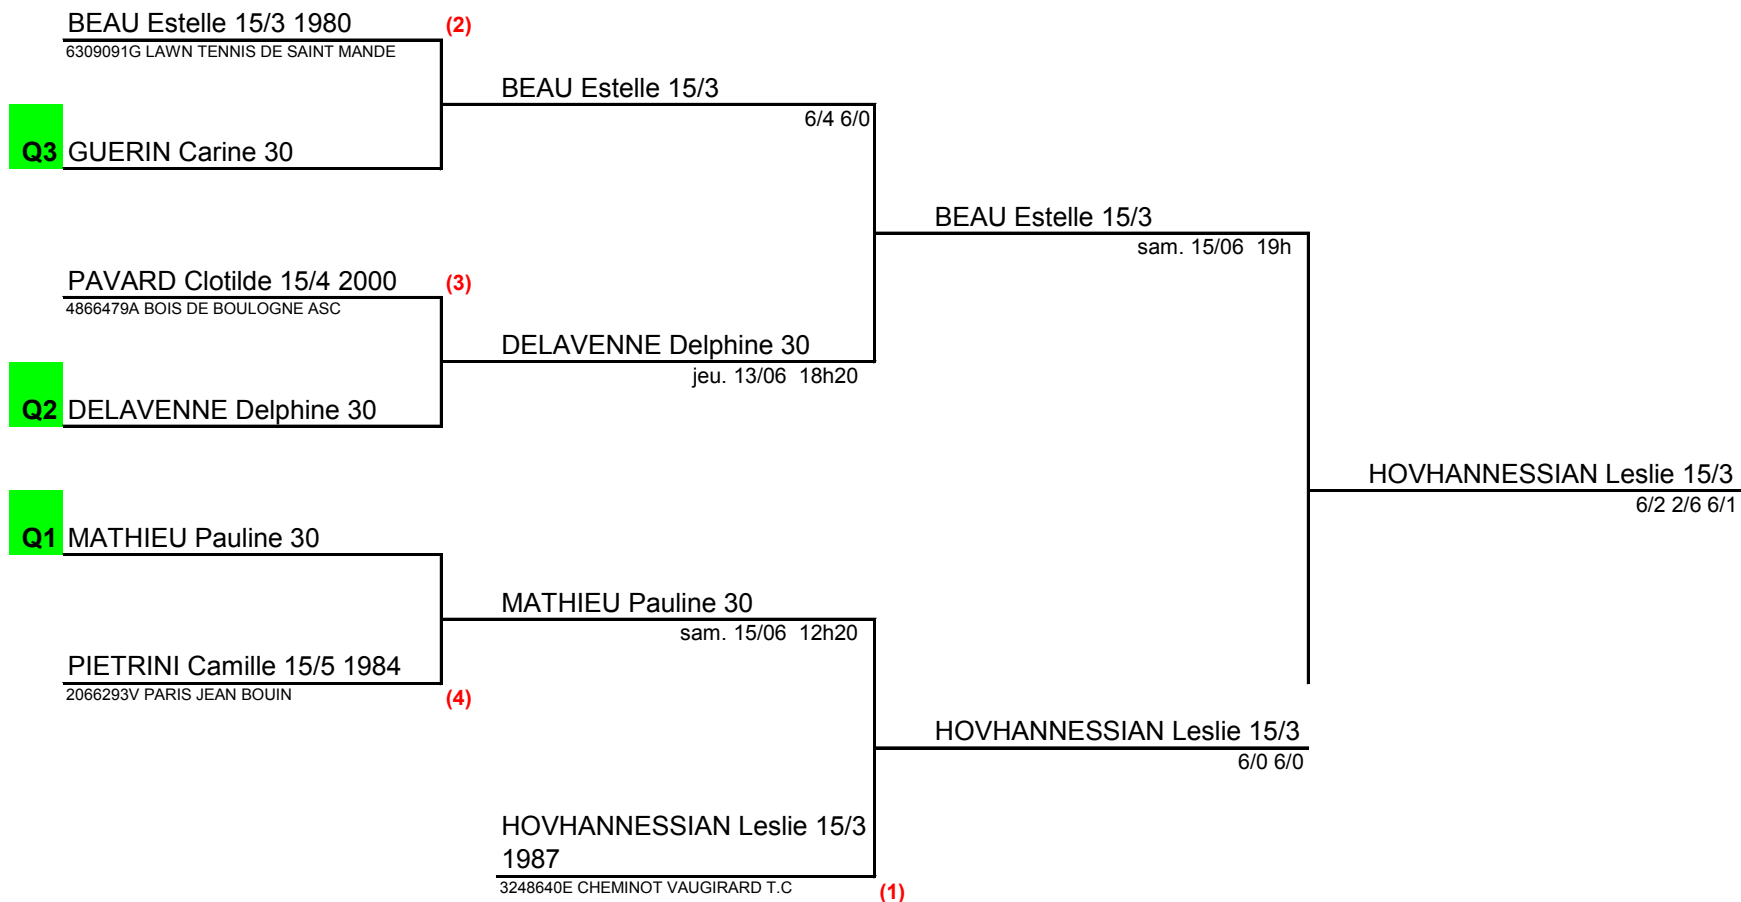 BEAU Estelle 15/3 1980
(2)
6309091G LAWN TENNIS DE SAINT MANDE
BEAU Estelle 15/3
6/4 6/0
Q3 GUERIN Carine 30
BEAU Estelle 15/3
sam. 15/06 19h
PAVARD Clotilde 15/4 2000
(3)
4866479A BOIS DE BOULOGNE ASC
DELAVENNE Delphine 30
jeu. 13/06 18h20
Q2 DELAVENNE Delphine 30
HOVHANNESSIAN Leslie 15/3
6/2 2/6 6/1
Q1 MATHIEU Pauline 30
MATHIEU Pauline 30
sam. 15/06 12h20
PIETRINI Camille 15/5 1984
2066293V PARIS JEAN BOUIN
(4)
HOVHANNESSIAN Leslie 15/3
6/0 6/0
HOVHANNESSIAN Leslie 15/3
1987
3248640E CHEMINOT VAUGIRARD T.C
(1)